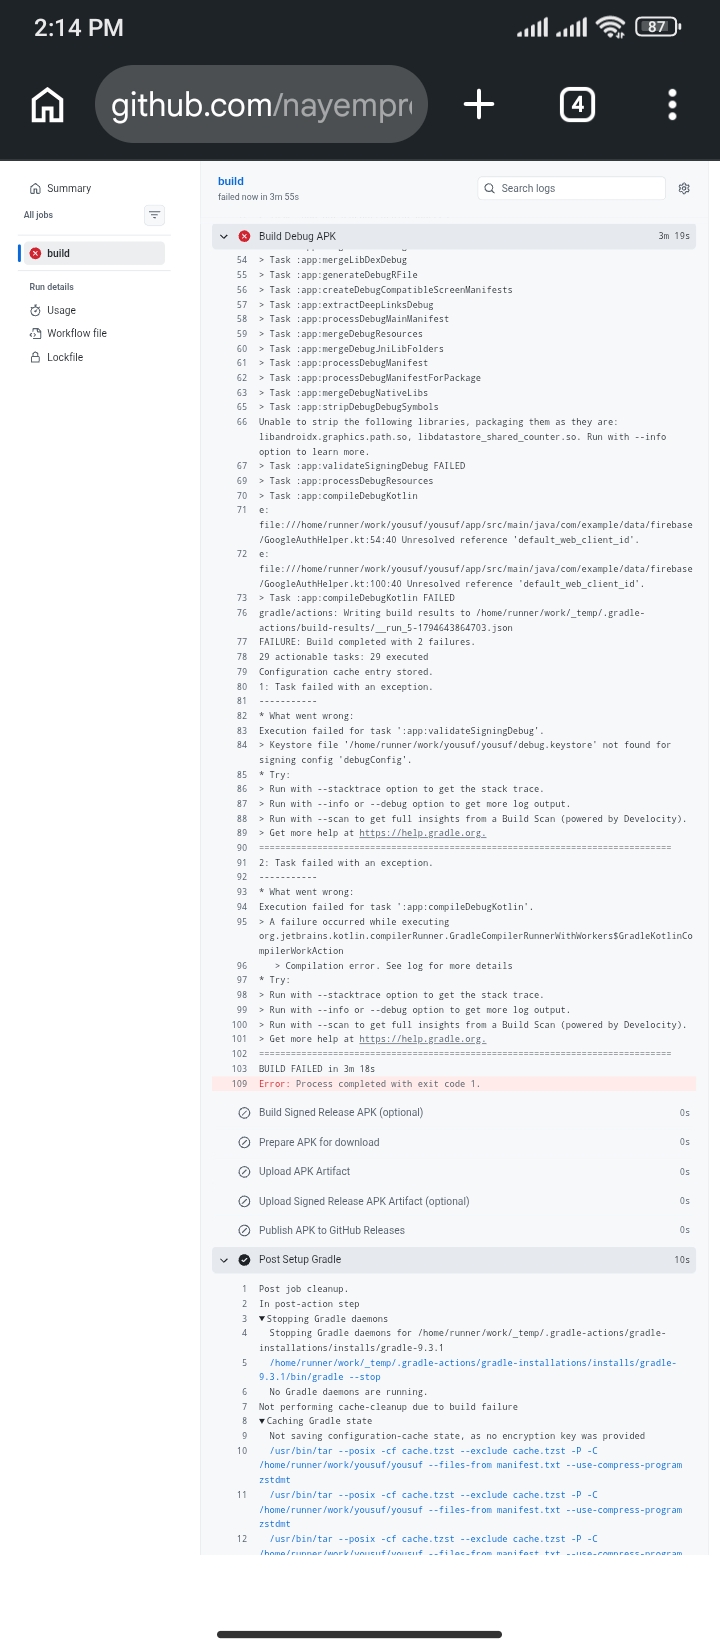 2:14 PM
87
github.com/nayempr
4
Summary
All jobs
build
Run details
Usage
Workflow file
Lockfile
build
failed now in 3m 55s
Search logs
Build Debug APK 3m 19s
54 > Task :app:mergeLibDexDebug
55 > Task :app:generateDebugRFile
56 > Task :app:createDebugCompatibleScreenManifests
57 > Task :app:extractDeepLinksDebug
58 > Task :app:processDebugMainManifest
59 > Task :app:mergeDebugResources
60 > Task :app:mergeDebugJniLibFolders
61 > Task :app:processDebugManifest
62 > Task :app:processDebugManifestForPackage
63 > Task :app:mergeDebugNativeLibs
65 > Task :app:stripDebugDebugSymbols
66 Unable to strip the following libraries, packaging them as they are:
libandroidx.graphics.path.so, libdatastore_shared_counter.so. Run with --info
option to learn more.
67 > Task :app:validateSigningDebug FAILED
69 > Task :app:processDebugResources
70 > Task :app:compileDebugKotlin
71 e:
file:///home/runner/work/yousuf/yousuf/app/src/main/java/com/example/data/firebase
/GoogleAuthHelper.kt:54:40 Unresolved reference 'default_web_client_id'.
72 e:
file:///home/runner/work/yousuf/yousuf/app/src/main/java/com/example/data/firebase
/GoogleAuthHelper.kt:100:40 Unresolved reference 'default_web_client_id'.
73 > Task :app:compileDebugKotlin FAILED
76 gradle/actions: Writing build results to /home/runner/work/_temp/.gradle-
actions/build-results/__run_5-1794643864703.json
77 FAILURE: Build completed with 2 failures.
78 29 actionable tasks: 29 executed
79 Configuration cache entry stored.
80 1: Task failed with an exception.
81 -----------
82 * What went wrong:
83 Execution failed for task ':app:validateSigningDebug'.
84 > Keystore file '/home/runner/work/yousuf/yousuf/debug.keystore' not found for
signing config 'debugConfig'.
85 * Try:
86 > Run with --stacktrace option to get the stack trace.
87 > Run with --info or --debug option to get more log output.
88 > Run with --scan to get full insights from a Build Scan (powered by Develocity).
89 > Get more help at https://help.gradle.org.
90 ==============================================================================
91 2: Task failed with an exception.
92 -----------
93 * What went wrong:
94 Execution failed for task ':app:compileDebugKotlin'.
95 > A failure occurred while executing
org.jetbrains.kotlin.compilerRunner.GradleCompilerRunnerWithWorkers$GradleKotlinCo
mpilerWorkAction
96 > Compilation error. See log for more details
97 * Try:
98 > Run with --stacktrace option to get the stack trace.
99 > Run with --info or --debug option to get more log output.
100 > Run with --scan to get full insights from a Build Scan (powered by Develocity).
101 > Get more help at https://help.gradle.org.
102 ==============================================================================
103 BUILD FAILED in 3m 18s
109 Error: Process completed with exit code 1.
Build Signed Release APK (optional) 0s
Prepare APK for download 0s
Upload APK Artifact 0s
Upload Signed Release APK Artifact (optional) 0s
Publish APK to GitHub Releases 0s
Post Setup Gradle 10s
1 Post job cleanup.
2 In post-action step
3 ▼Stopping Gradle daemons
4 Stopping Gradle daemons for /home/runner/work/_temp/.gradle-actions/gradle-
installations/installs/gradle-9.3.1
5 /home/runner/work/_temp/.gradle-actions/gradle-installations/installs/gradle-
9.3.1/bin/gradle --stop
6 No Gradle daemons are running.
7 Not performing cache-cleanup due to build failure
8 ▼Caching Gradle state
9 Not saving configuration-cache state, as no encryption key was provided
10 /usr/bin/tar --posix -cf cache.tzst --exclude cache.tzst -P -C
/home/runner/work/yousuf/yousuf --files-from manifest.txt --use-compress-program
zstdmt
11 /usr/bin/tar --posix -cf cache.tzst --exclude cache.tzst -P -C
/home/runner/work/yousuf/yousuf --files-from manifest.txt --use-compress-program
zstdmt
12 /usr/bin/tar --posix -cf cache.tzst --exclude cache.tzst -P -C
/home/runner/work/yousuf/yousuf --files-from manifest.txt --use-compress-program